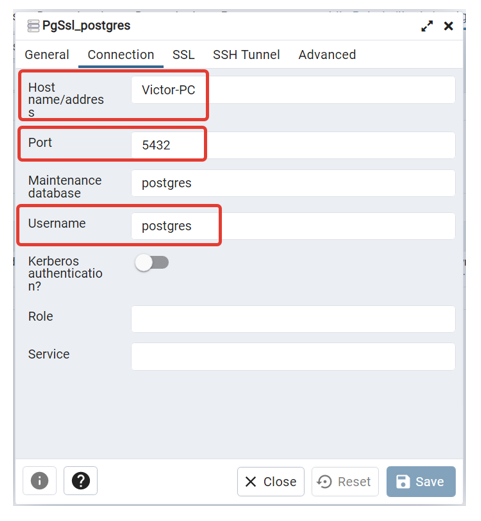 PgSsl_postgres
General Connection SSL SSH Tunnel Advanced
Host
name/addres
s
Victor-PC
Port
5432
Maintenance
database
postgres
Username
postgres
Kerberos
authenticatio
n?
Role
Service
i ? Close Reset Save